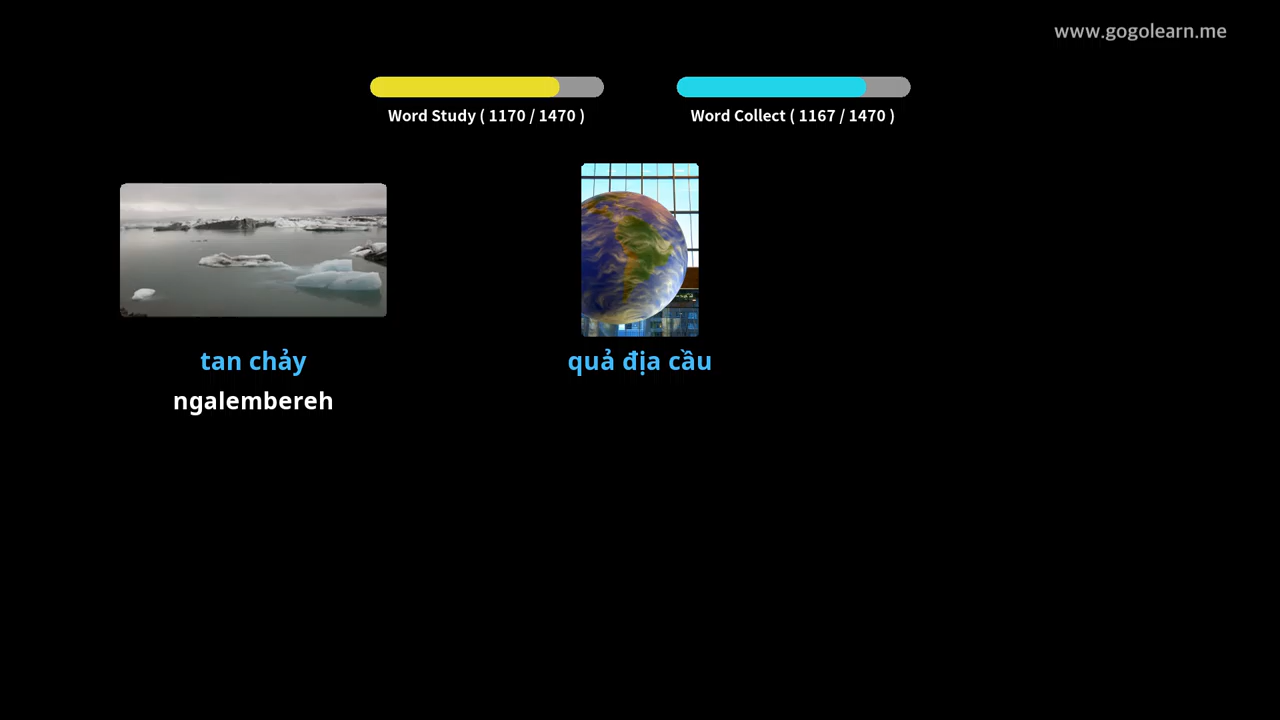 www.gogolearn.me
Word Study ( 1170 / 1470 )
Word Collect ( 1167 / 1470 )
tan chảy
ngalembereh
quả địa cầu